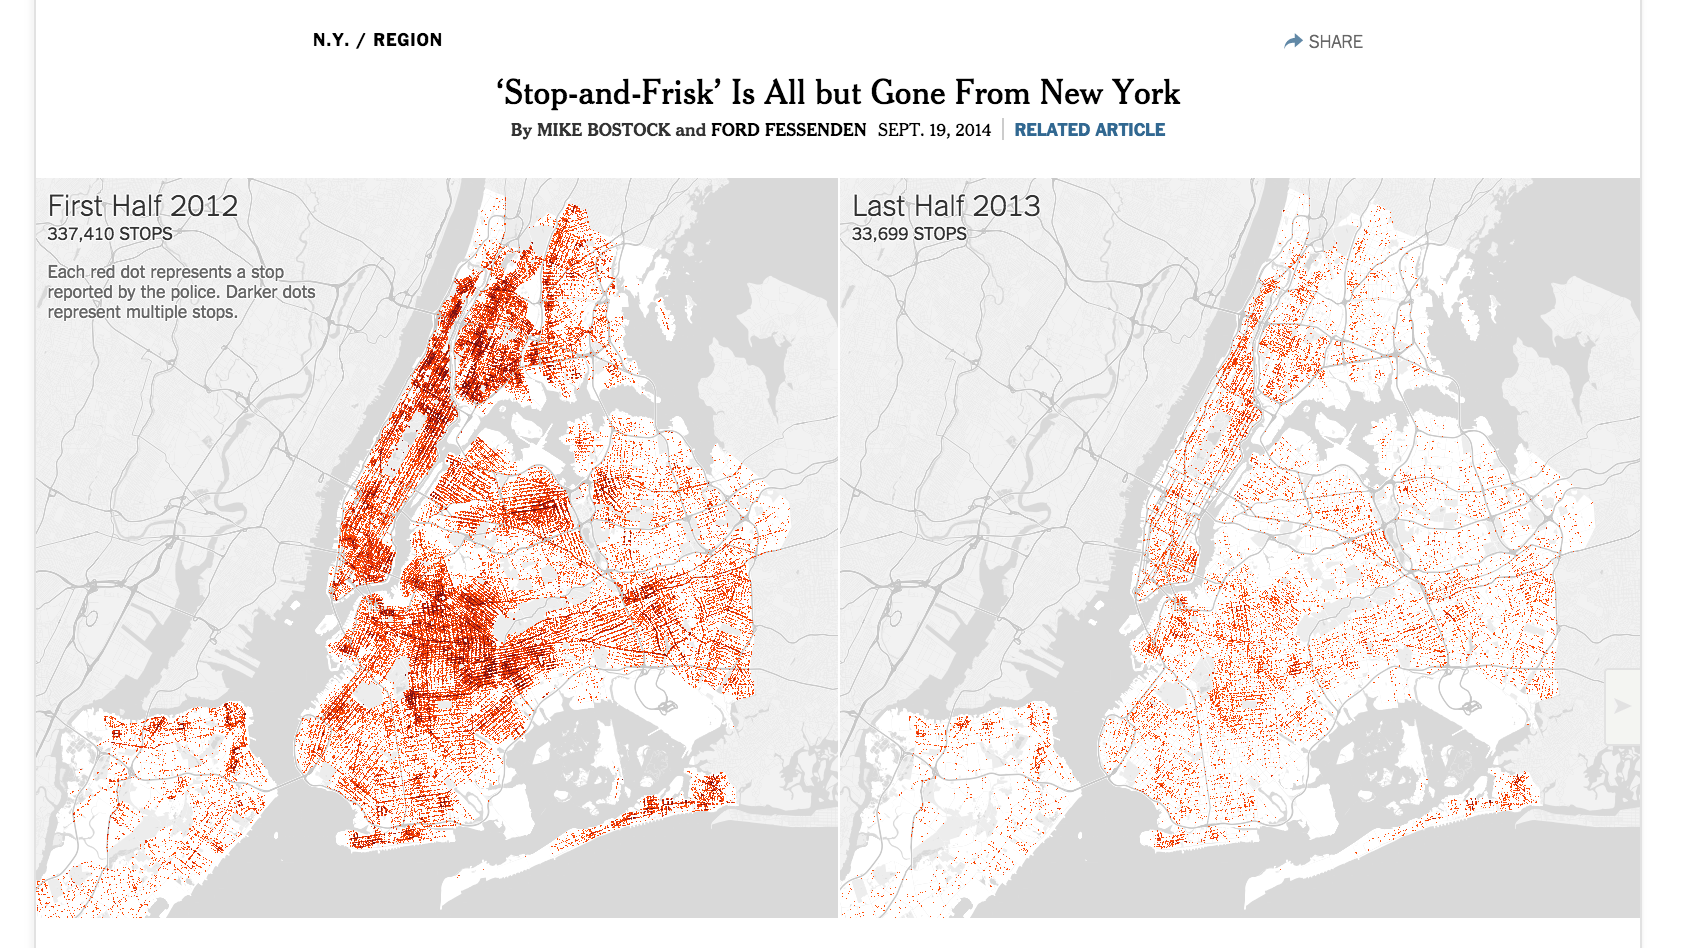 N.Y. / REGION
SHARE
‘Stop-and-Frisk’ Is All but Gone From New York
By MIKE BOSTOCK and FORD FESSENDEN SEPT. 19, 2014 RELATED ARTICLE
First Half 2012
337,410 STOPS
Each red dot represents a stop
reported by the police. Darker dots
represent multiple stops.
Last Half 2013
33,699 STOPS